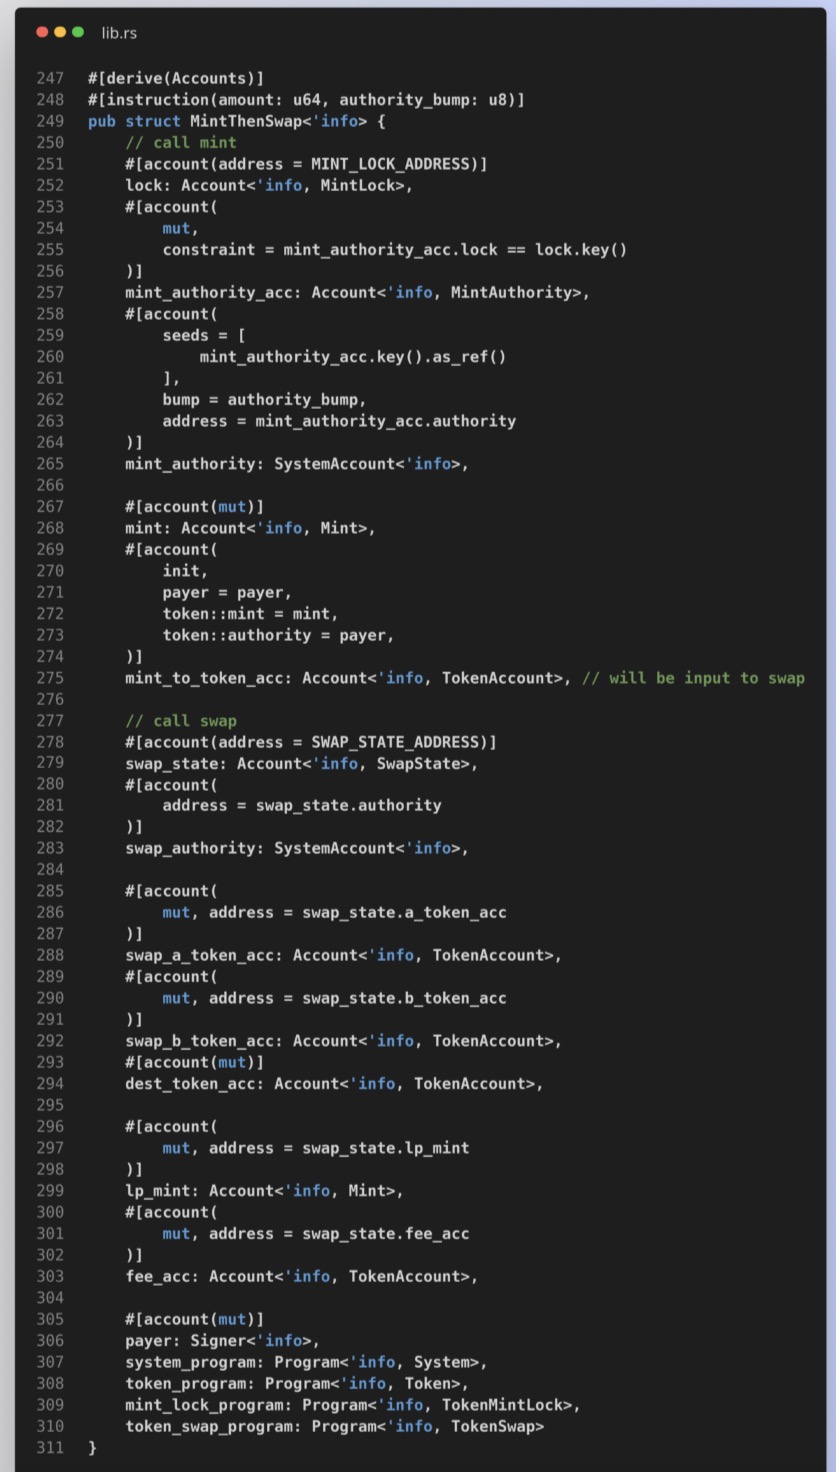 lib.rs
247 #[derive(Accounts)]
248 #[instruction(amount: u64, authority_bump: u8)]
249 pub struct MintThenSwap<'info> {
250     // call mint
251     #[account(address = MINT_LOCK_ADDRESS)]
252     lock: Account<'info, MintLock>,
253     #[account(
254         mut,
255         constraint = mint_authority_acc.lock == lock.key()
256     )]
257     mint_authority_acc: Account<'info, MintAuthority>,
258     #[account(
259         seeds = [
260             mint_authority_acc.key().as_ref()
261         ],
262         bump = authority_bump,
263         address = mint_authority_acc.authority
264     )]
265     mint_authority: SystemAccount<'info>,
266
267     #[account(mut)]
268     mint: Account<'info, Mint>,
269     #[account(
270         init,
271         payer = payer,
272         token::mint = mint,
273         token::authority = payer,
274     )]
275     mint_to_token_acc: Account<'info, TokenAccount>, // will be input to swap
276
277     // call swap
278     #[account(address = SWAP_STATE_ADDRESS)]
279     swap_state: Account<'info, SwapState>,
280     #[account(
281         address = swap_state.authority
282     )]
283     swap_authority: SystemAccount<'info>,
284
285     #[account(
286         mut, address = swap_state.a_token_acc
287     )]
288     swap_a_token_acc: Account<'info, TokenAccount>,
289     #[account(
290         mut, address = swap_state.b_token_acc
291     )]
292     swap_b_token_acc: Account<'info, TokenAccount>,
293     #[account(mut)]
294     dest_token_acc: Account<'info, TokenAccount>,
295
296     #[account(
297         mut, address = swap_state.lp_mint
298     )]
299     lp_mint: Account<'info, Mint>,
300     #[account(
301         mut, address = swap_state.fee_acc
302     )]
303     fee_acc: Account<'info, TokenAccount>,
304
305     #[account(mut)]
306     payer: Signer<'info>,
307     system_program: Program<'info, System>,
308     token_program: Program<'info, Token>,
309     mint_lock_program: Program<'info, TokenMintLock>,
310     token_swap_program: Program<'info, TokenSwap>
311 }